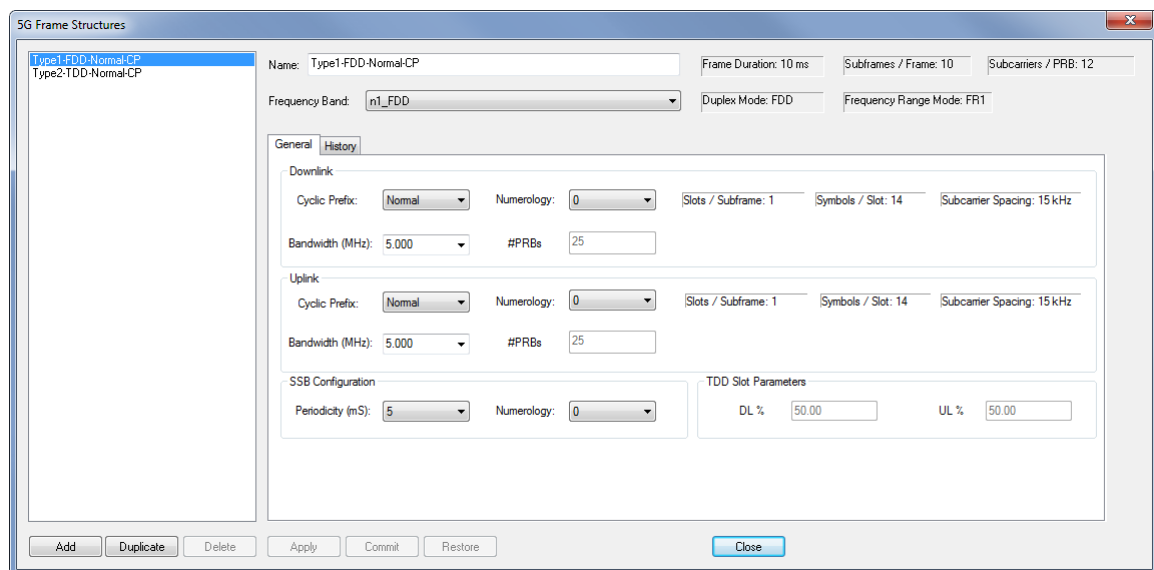 5G Frame Structures
Type1-FDD-Normal-CP
Type2-TDD-Normal-CP
Name: Type1-FDD-Normal-CP Frame Duration: 10 ms Subframes / Frame: 10 Subcarriers / PRB: 12
Frequency Band: n1_FDD Duplex Mode: FDD Frequency Range Mode: FR1
General History
Downlink
Cyclic Prefix: Normal Numerology: 0 Slots / Subframe: 1 Symbols / Slot: 14 Subcarrier Spacing: 15 kHz
Bandwidth (MHz): 5.000 #PRBs 25
Uplink
Cyclic Prefix: Normal Numerology: 0 Slots / Subframe: 1 Symbols / Slot: 14 Subcarrier Spacing: 15 kHz
Bandwidth (MHz): 5.000 #PRBs 25
SSB Configuration TDD Slot Parameters
Periodicity (mS): 5 Numerology: 0 DL % 50.00 UL % 50.00
Add Duplicate Delete Apply Commit Restore Close